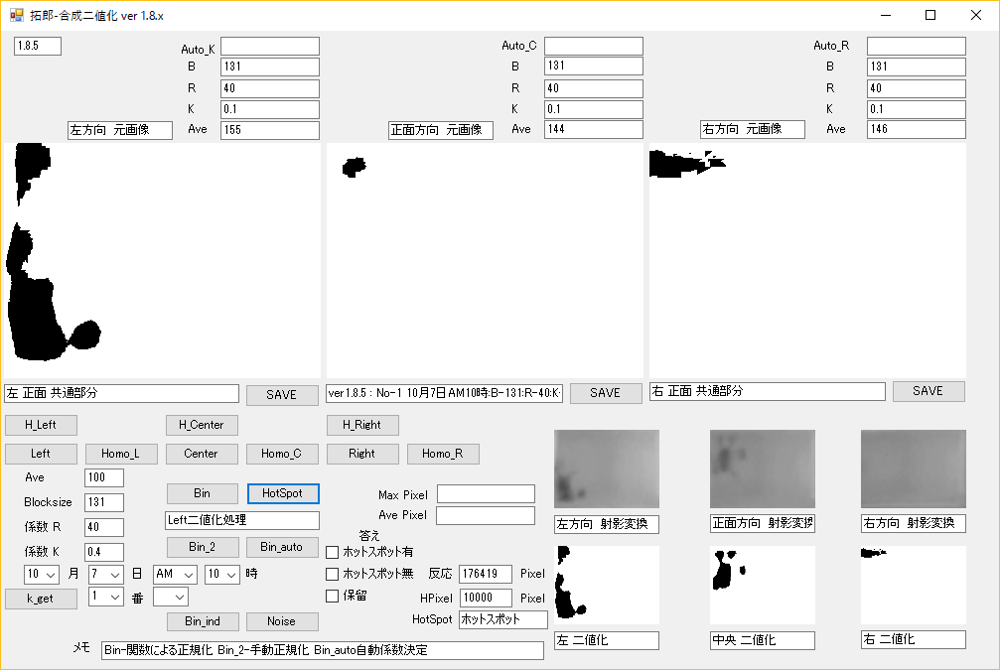 拓郎-合成二値化 ver 1.8.x
1.8.5
Auto_K
Auto_C
Auto_R
B 131
B 131
B 131
R 40
R 40
R 40
K 0.1
K 0.1
K 0.1
左方向 元画像 Ave 155
正面方向 元画像 Ave 144
右方向 元画像 Ave 146
左 正面 共通部分 SAVE
ver1.8.5 : No-1 10月7日AM10時:B-131:R-40:K- SAVE
右 正面 共通部分 SAVE
H_Left H_Center H_Right
Left Homo_L Center Homo_C Right Homo_R
Ave 100
Blocksize 131
係数 R 40
係数 K 0.4
10 月 7 日 AM 10 時
k_get 1 番
Bin HotSpot
Left二値化処理
Bin_2 Bin_auto
Bin_ind Noise
Max Pixel
Ave Pixel
答え
ホットスポット有
ホットスポット無 反応 176419 Pixel
保留 HPixel 10000 Pixel
HotSpot ホットスポット
左方向 射影変換
正面方向 射影変換
右方向 射影変換
左 二値化
中央 二値化
右 二値化
メモ Bin-関数による正規化 Bin_2-手動正規化 Bin_auto自動係数決定